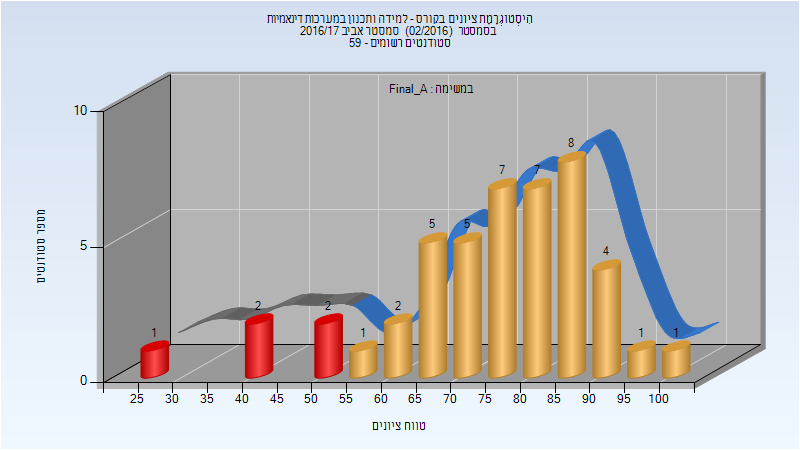 היסטוגרמת ציונים בקורס - למידה ותכנון במערכות דינאמיות
בסמסטר (02/2016) סמסטר אביב 2016/17
סטודנטים רשומים - 59
במשימה : Final_A
10
5
0
מספר סטודנטים
1
2
2
1
2
5
5
7
7
8
4
1
1
25 30 35 40 45 50 55 60 65 70 75 80 85 90 95 100
טווח ציונים